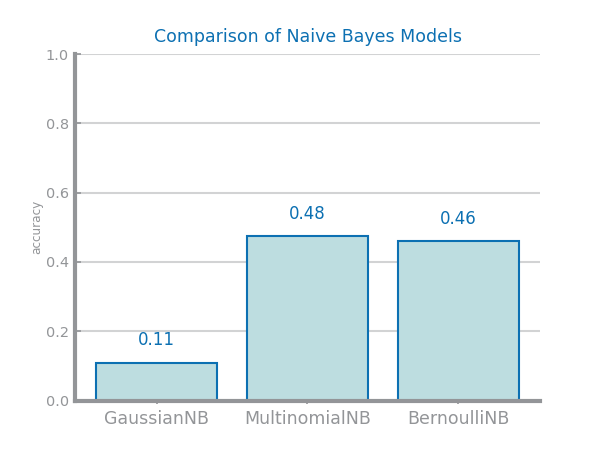 Comparison of Naive Bayes Models
1.0
0.8
0.6
0.4
0.2
0.0
accuracy
0.11
0.48
0.46
GaussianNB
MultinomialNB
BernoulliNB